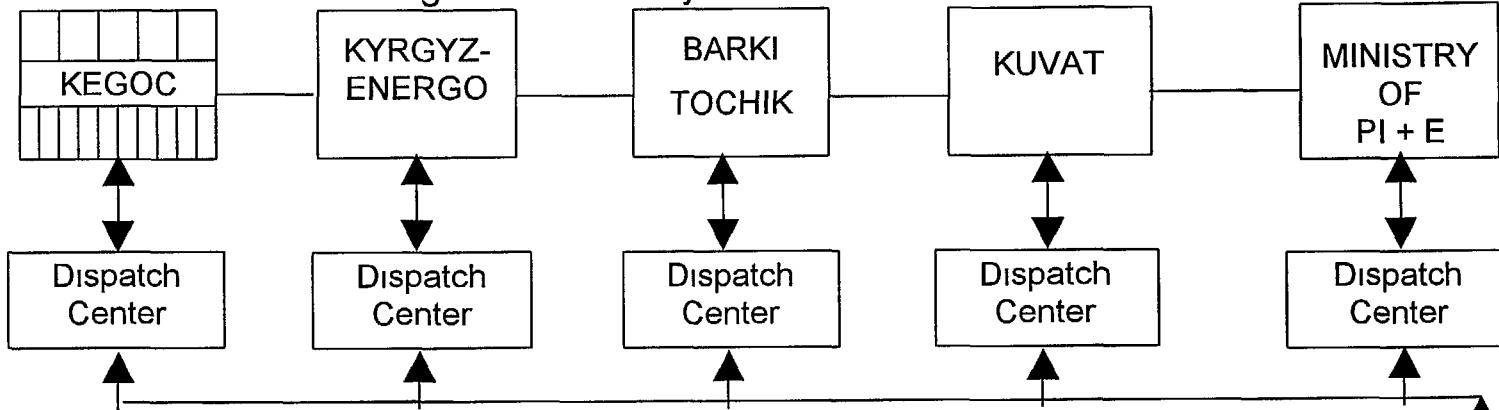 KEGOC
KYRGYZ-
ENERGO
BARKI
TOCHIK
KUVAT
MINISTRY
OF
PI + E
Dispatch
Center
Dispatch
Center
Dispatch
Center
Dispatch
Center
Dispatch
Center